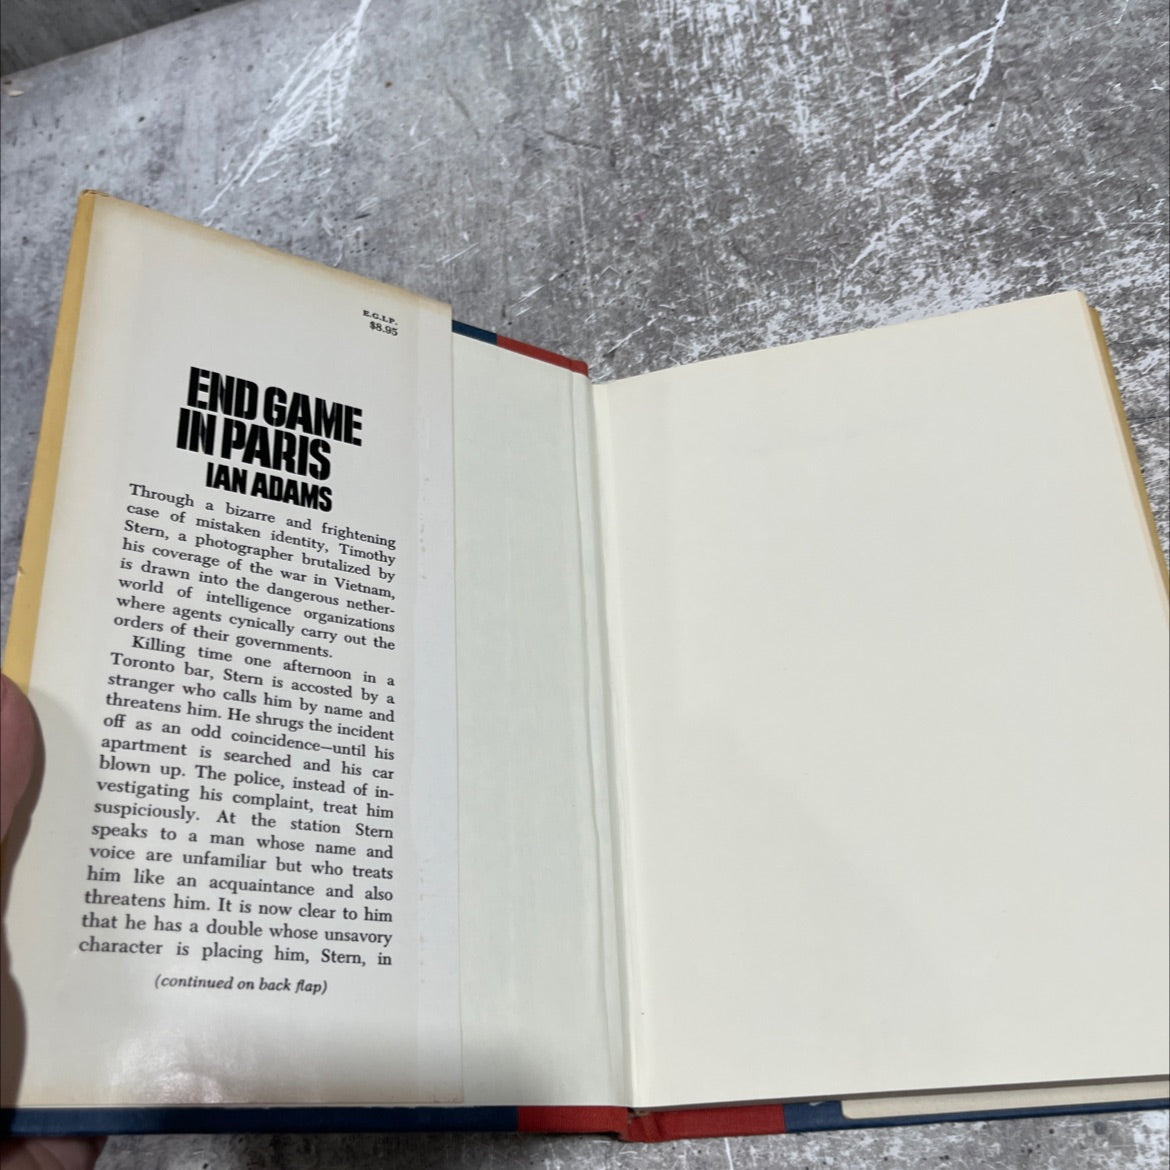 E.G.I.P.
$8.95
END GAME
IN PARIS
IAN ADAMS
Through a bizarre and frightening
case of mistaken identity, Timothy
Stern, a photographer brutalized by
his coverage of the war in Vietnam,
is drawn into the dangerous nether-
world of intelligence organizations
where agents cynically carry out the
orders of their governments.
Killing time one afternoon in a
Toronto bar, Stern is accosted by a
stranger who calls him by name and
threatens him. He shrugs the incident
off as an odd coincidence—until his
apartment is searched and his car
blown up. The police, instead of in-
vestigating his complaint, treat him
suspiciously. At the station Stern
speaks to a man whose name and
voice are unfamiliar but who treats
him like an acquaintance and also
threatens him. It is now clear to him
that he has a double whose unsavory
character is placing him, Stern, in
(continued on back flap)